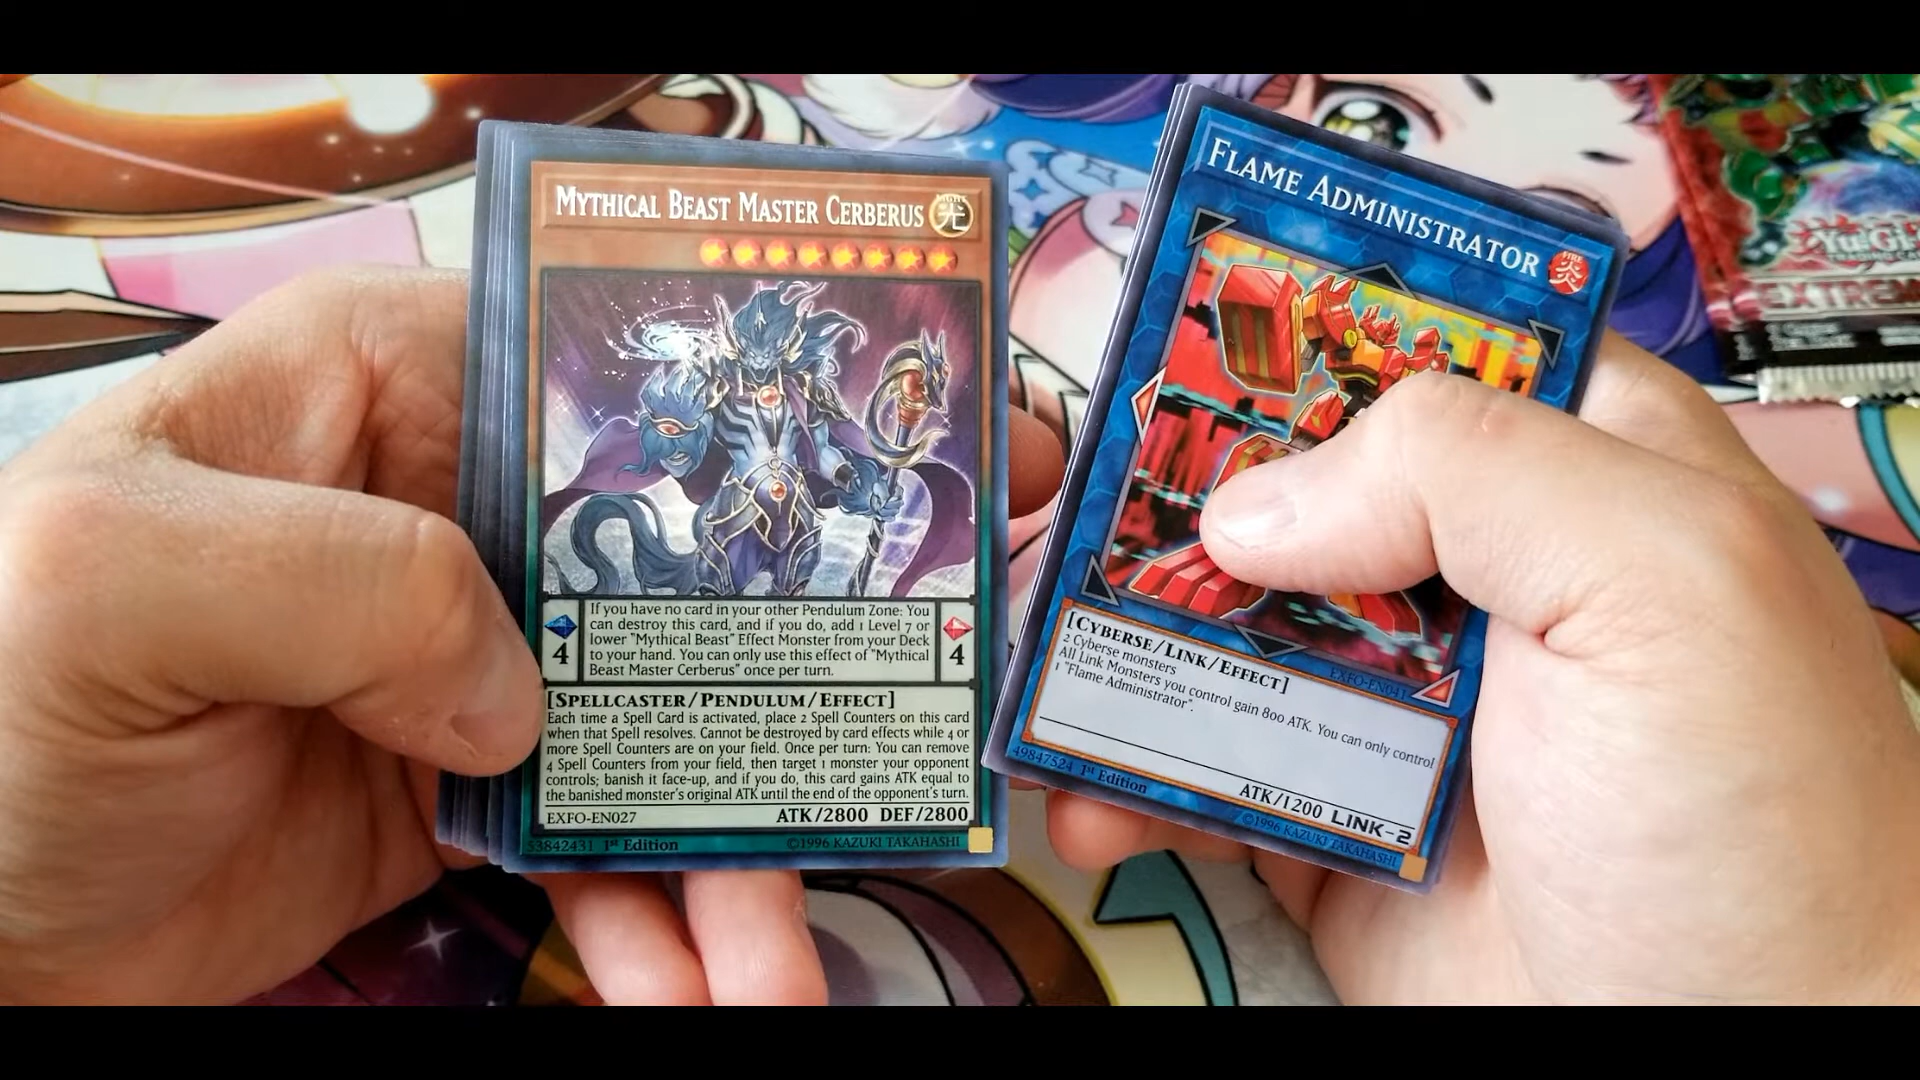 MYTHICAL BEAST MASTER CERBERUS
LIGHT
光
If you have no card in your other Pendulum Zone: You
can destroy this card, and if you do, add 1 Level 7 or
lower "Mythical Beast" Effect Monster from your Deck
to your hand. You can only use this effect of "Mythical
Beast Master Cerberus" once per turn.
4
4
[SPELLCASTER/PENDULUM/EFFECT]
Each time a Spell Card is activated, place 2 Spell Counters on this card
when that Spell resolves. Cannot be destroyed by card effects while 4 or
more Spell Counters are on your field. Once per turn: You can remove
4 Spell Counters from your field, then target 1 monster your opponent
controls; banish it face-up, and if you do, this card gains ATK equal to
the banished monster's original ATK until the end of the opponent's turn.
ATK/2800 DEF/2800
EXFO-EN027
53842431 1st Edition
©1996 KAZUKI TAKAHASHI
FLAME ADMINISTRATOR
FIRE
炎
EXFO-EN041
[CYBERSE/LINK/EFFECT]
2 Cyberse monsters
All Link Monsters you control gain 800 ATK. You can only control
1 "Flame Administrator".
ATK/1200 LINK-2
49847524 1st Edition
©1996 KAZUKI TAKAHASHI
Yu-Gi
EXTREM